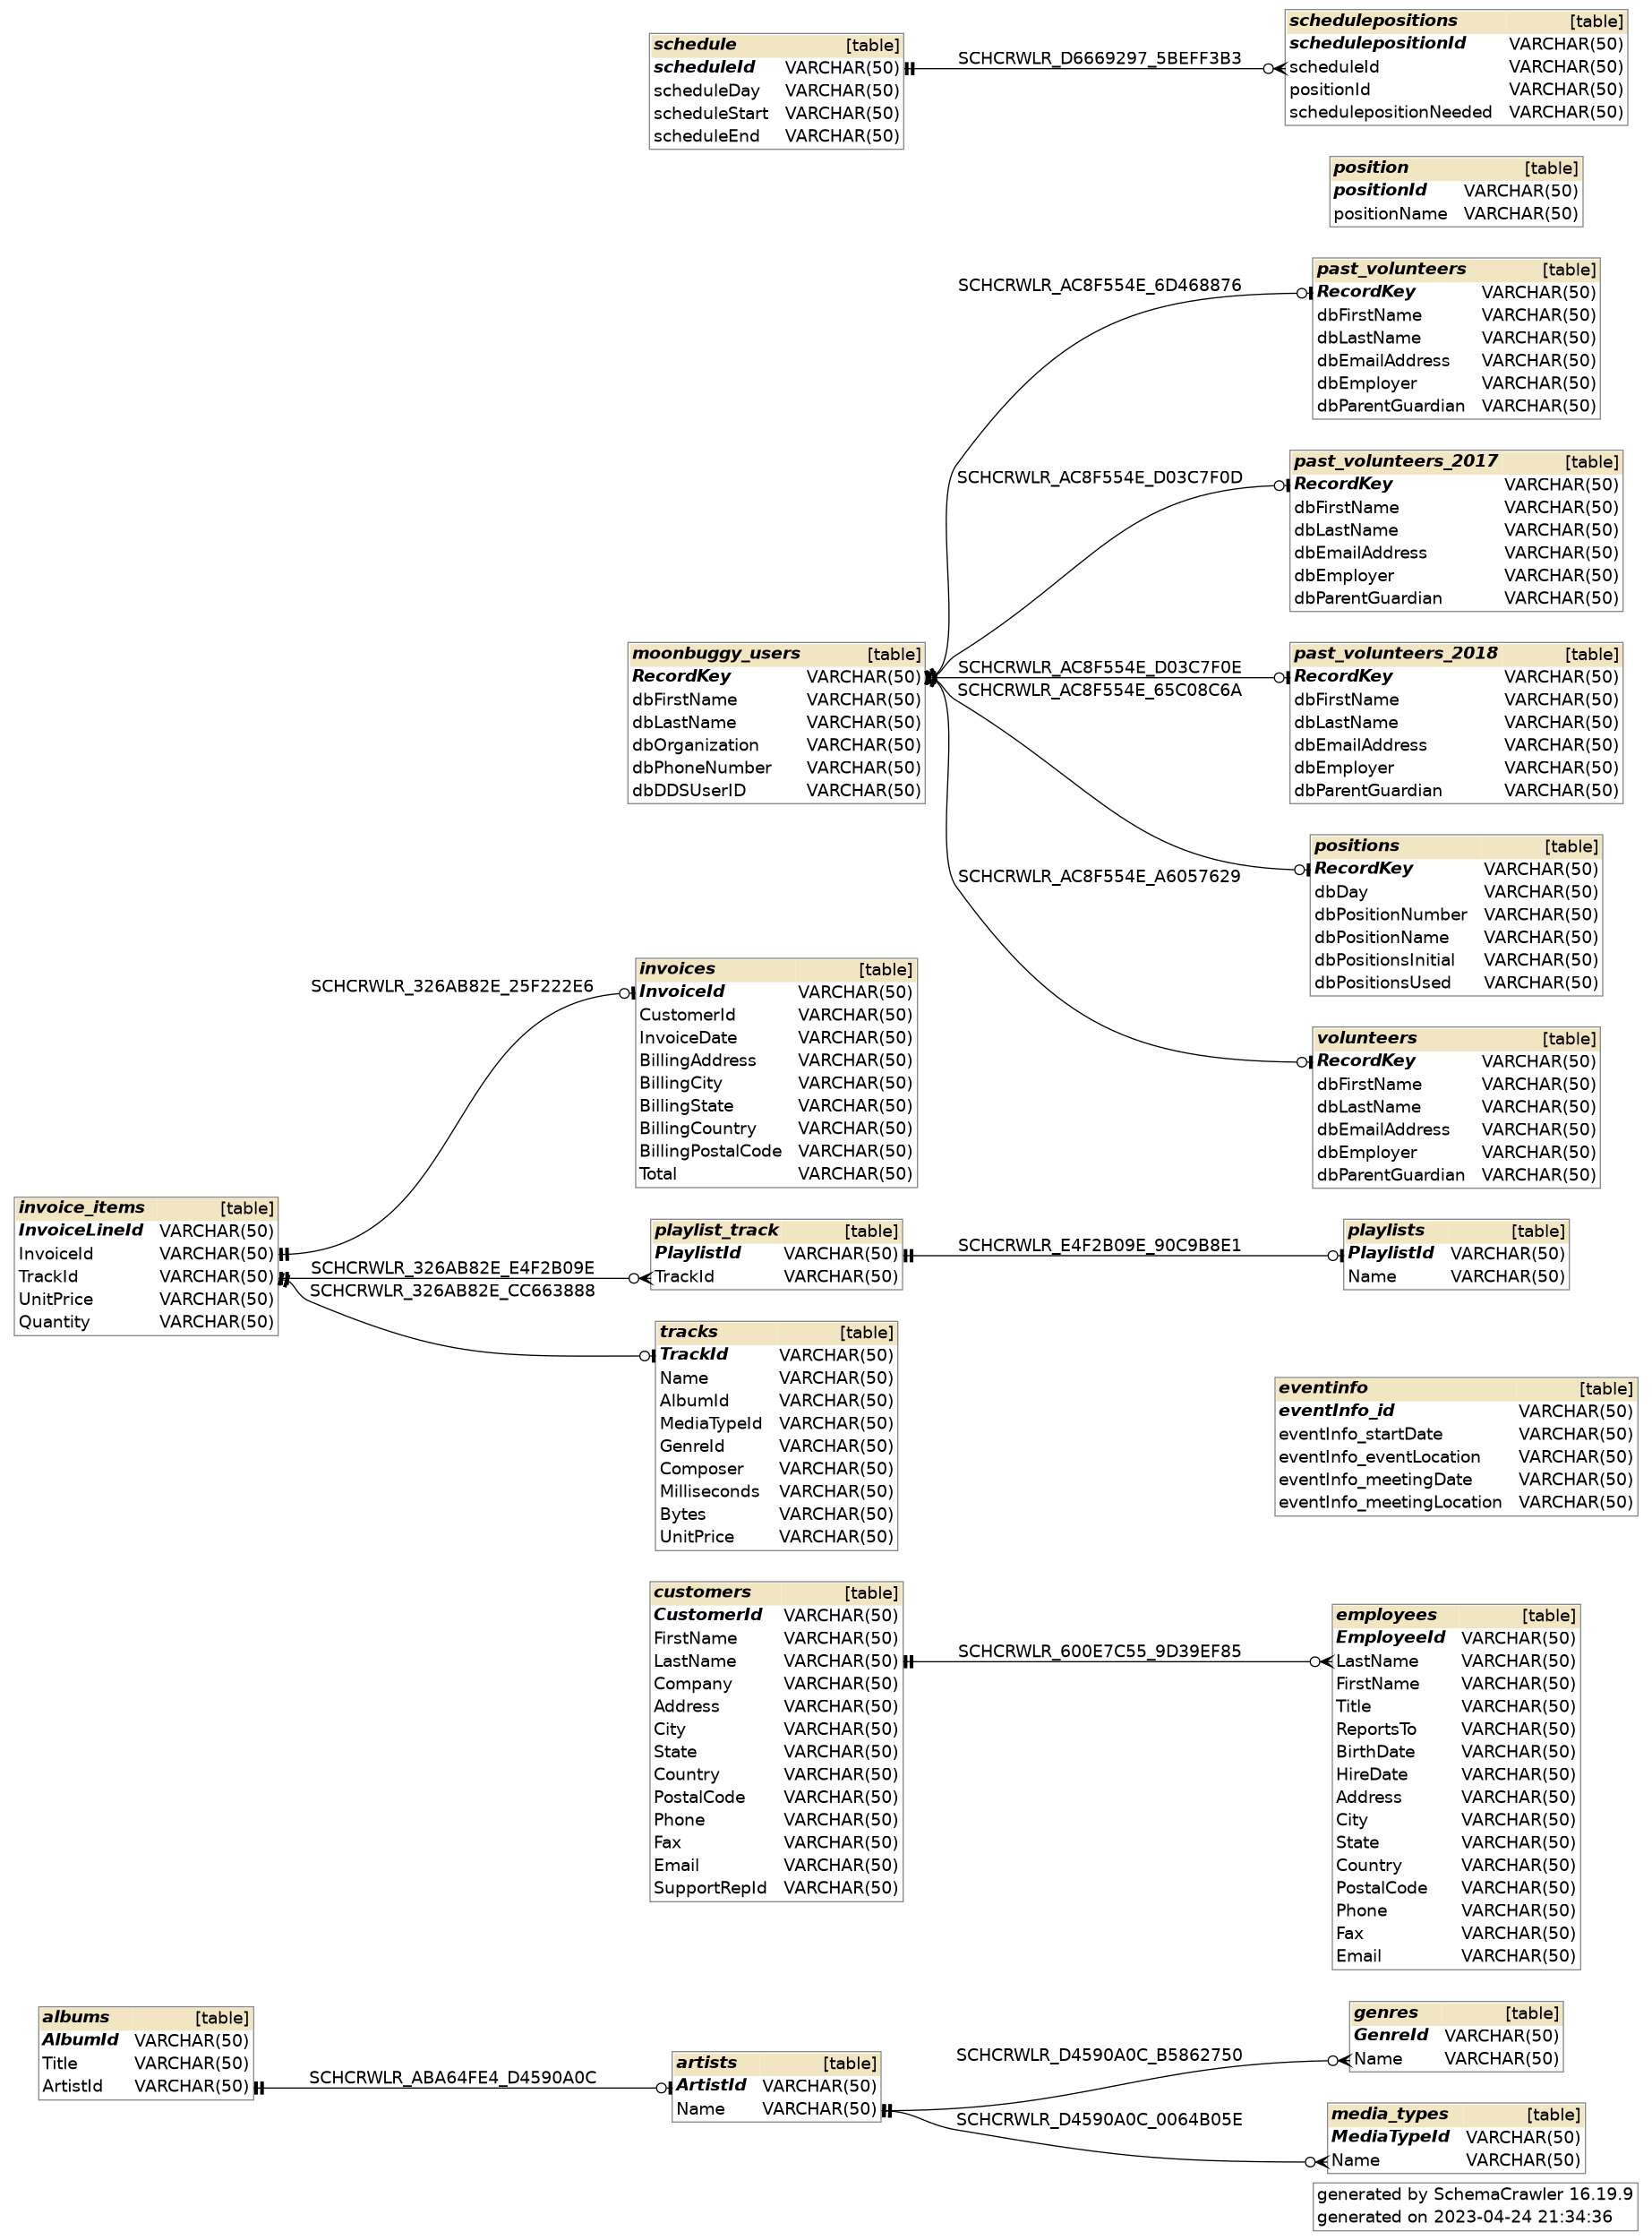 schedule [table]
scheduleId VARCHAR(50)
scheduleDay VARCHAR(50)
scheduleStart VARCHAR(50)
scheduleEnd VARCHAR(50)
SCHCRWLR_D6669297_5BEFF3B3
schedulepositions [table]
schedulepositionId VARCHAR(50)
scheduleId VARCHAR(50)
positionId VARCHAR(50)
schedulepositionNeeded VARCHAR(50)
position [table]
positionId VARCHAR(50)
positionName VARCHAR(50)
SCHCRWLR_AC8F554E_6D468876
past_volunteers [table]
RecordKey VARCHAR(50)
dbFirstName VARCHAR(50)
dbLastName VARCHAR(50)
dbEmailAddress VARCHAR(50)
dbEmployer VARCHAR(50)
dbParentGuardian VARCHAR(50)
SCHCRWLR_AC8F554E_D03C7F0D
past_volunteers_2017 [table]
RecordKey VARCHAR(50)
dbFirstName VARCHAR(50)
dbLastName VARCHAR(50)
dbEmailAddress VARCHAR(50)
dbEmployer VARCHAR(50)
dbParentGuardian VARCHAR(50)
moonbuggy_users [table]
RecordKey VARCHAR(50)
dbFirstName VARCHAR(50)
dbLastName VARCHAR(50)
dbOrganization VARCHAR(50)
dbPhoneNumber VARCHAR(50)
dbDDSUserID VARCHAR(50)
SCHCRWLR_AC8F554E_D03C7F0E
SCHCRWLR_AC8F554E_65C08C6A
past_volunteers_2018 [table]
RecordKey VARCHAR(50)
dbFirstName VARCHAR(50)
dbLastName VARCHAR(50)
dbEmailAddress VARCHAR(50)
dbEmployer VARCHAR(50)
dbParentGuardian VARCHAR(50)
SCHCRWLR_AC8F554E_A6057629
positions [table]
RecordKey VARCHAR(50)
dbDay VARCHAR(50)
dbPositionNumber VARCHAR(50)
dbPositionName VARCHAR(50)
dbPositionsInitial VARCHAR(50)
dbPositionsUsed VARCHAR(50)
volunteers [table]
RecordKey VARCHAR(50)
dbFirstName VARCHAR(50)
dbLastName VARCHAR(50)
dbEmailAddress VARCHAR(50)
dbEmployer VARCHAR(50)
dbParentGuardian VARCHAR(50)
SCHCRWLR_326AB82E_25F222E6
invoices [table]
InvoiceId VARCHAR(50)
CustomerId VARCHAR(50)
InvoiceDate VARCHAR(50)
BillingAddress VARCHAR(50)
BillingCity VARCHAR(50)
BillingState VARCHAR(50)
BillingCountry VARCHAR(50)
BillingPostalCode VARCHAR(50)
Total VARCHAR(50)
invoice_items [table]
InvoiceLineId VARCHAR(50)
InvoiceId VARCHAR(50)
TrackId VARCHAR(50)
UnitPrice VARCHAR(50)
Quantity VARCHAR(50)
SCHCRWLR_326AB82E_E4F2B09E
SCHCRWLR_326AB82E_CC663888
playlist_track [table]
PlaylistId VARCHAR(50)
TrackId VARCHAR(50)
SCHCRWLR_E4F2B09E_90C9B8E1
playlists [table]
PlaylistId VARCHAR(50)
Name VARCHAR(50)
tracks [table]
TrackId VARCHAR(50)
Name VARCHAR(50)
AlbumId VARCHAR(50)
MediaTypeId VARCHAR(50)
GenreId VARCHAR(50)
Composer VARCHAR(50)
Milliseconds VARCHAR(50)
Bytes VARCHAR(50)
UnitPrice VARCHAR(50)
eventinfo [table]
eventInfo_id VARCHAR(50)
eventInfo_startDate VARCHAR(50)
eventInfo_eventLocation VARCHAR(50)
eventInfo_meetingDate VARCHAR(50)
eventInfo_meetingLocation VARCHAR(50)
customers [table]
CustomerId VARCHAR(50)
FirstName VARCHAR(50)
LastName VARCHAR(50)
Company VARCHAR(50)
Address VARCHAR(50)
City VARCHAR(50)
State VARCHAR(50)
Country VARCHAR(50)
PostalCode VARCHAR(50)
Phone VARCHAR(50)
Fax VARCHAR(50)
Email VARCHAR(50)
SupportRepId VARCHAR(50)
SCHCRWLR_600E7C55_9D39EF85
employees [table]
EmployeeId VARCHAR(50)
LastName VARCHAR(50)
FirstName VARCHAR(50)
Title VARCHAR(50)
ReportsTo VARCHAR(50)
BirthDate VARCHAR(50)
HireDate VARCHAR(50)
Address VARCHAR(50)
City VARCHAR(50)
State VARCHAR(50)
Country VARCHAR(50)
PostalCode VARCHAR(50)
Phone VARCHAR(50)
Fax VARCHAR(50)
Email VARCHAR(50)
albums [table]
AlbumId VARCHAR(50)
Title VARCHAR(50)
ArtistId VARCHAR(50)
SCHCRWLR_ABA64FE4_D4590A0C
artists [table]
ArtistId VARCHAR(50)
Name VARCHAR(50)
SCHCRWLR_D4590A0C_B5862750
SCHCRWLR_D4590A0C_0064B05E
genres [table]
GenreId VARCHAR(50)
Name VARCHAR(50)
media_types [table]
MediaTypeId VARCHAR(50)
Name VARCHAR(50)
generated by SchemaCrawler 16.19.9
generated on 2023-04-24 21:34:36